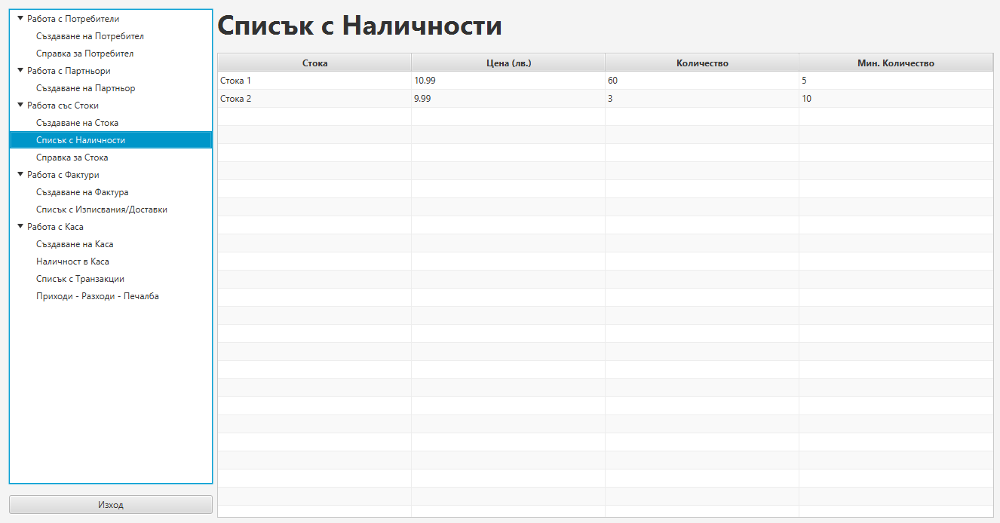 Работа с Потребители
Създаване на Потребител
Справка за Потребител
Работа с Партньори
Създаване на Партньор
Работа със Стоки
Създаване на Стока
Списък с Наличности
Справка за Стока
Работа с Фактури
Създаване на Фактура
Списък с Изписвания/Доставки
Работа с Каса
Създаване на Каса
Наличност в Каса
Списък с Транзакции
Приходи - Разходи - Печалба
Изход
Списък с Наличности
Стока Цена (лв.) Количество Мин. Количество
Стока 1 10.99 60 5
Стока 2 9.99 3 10